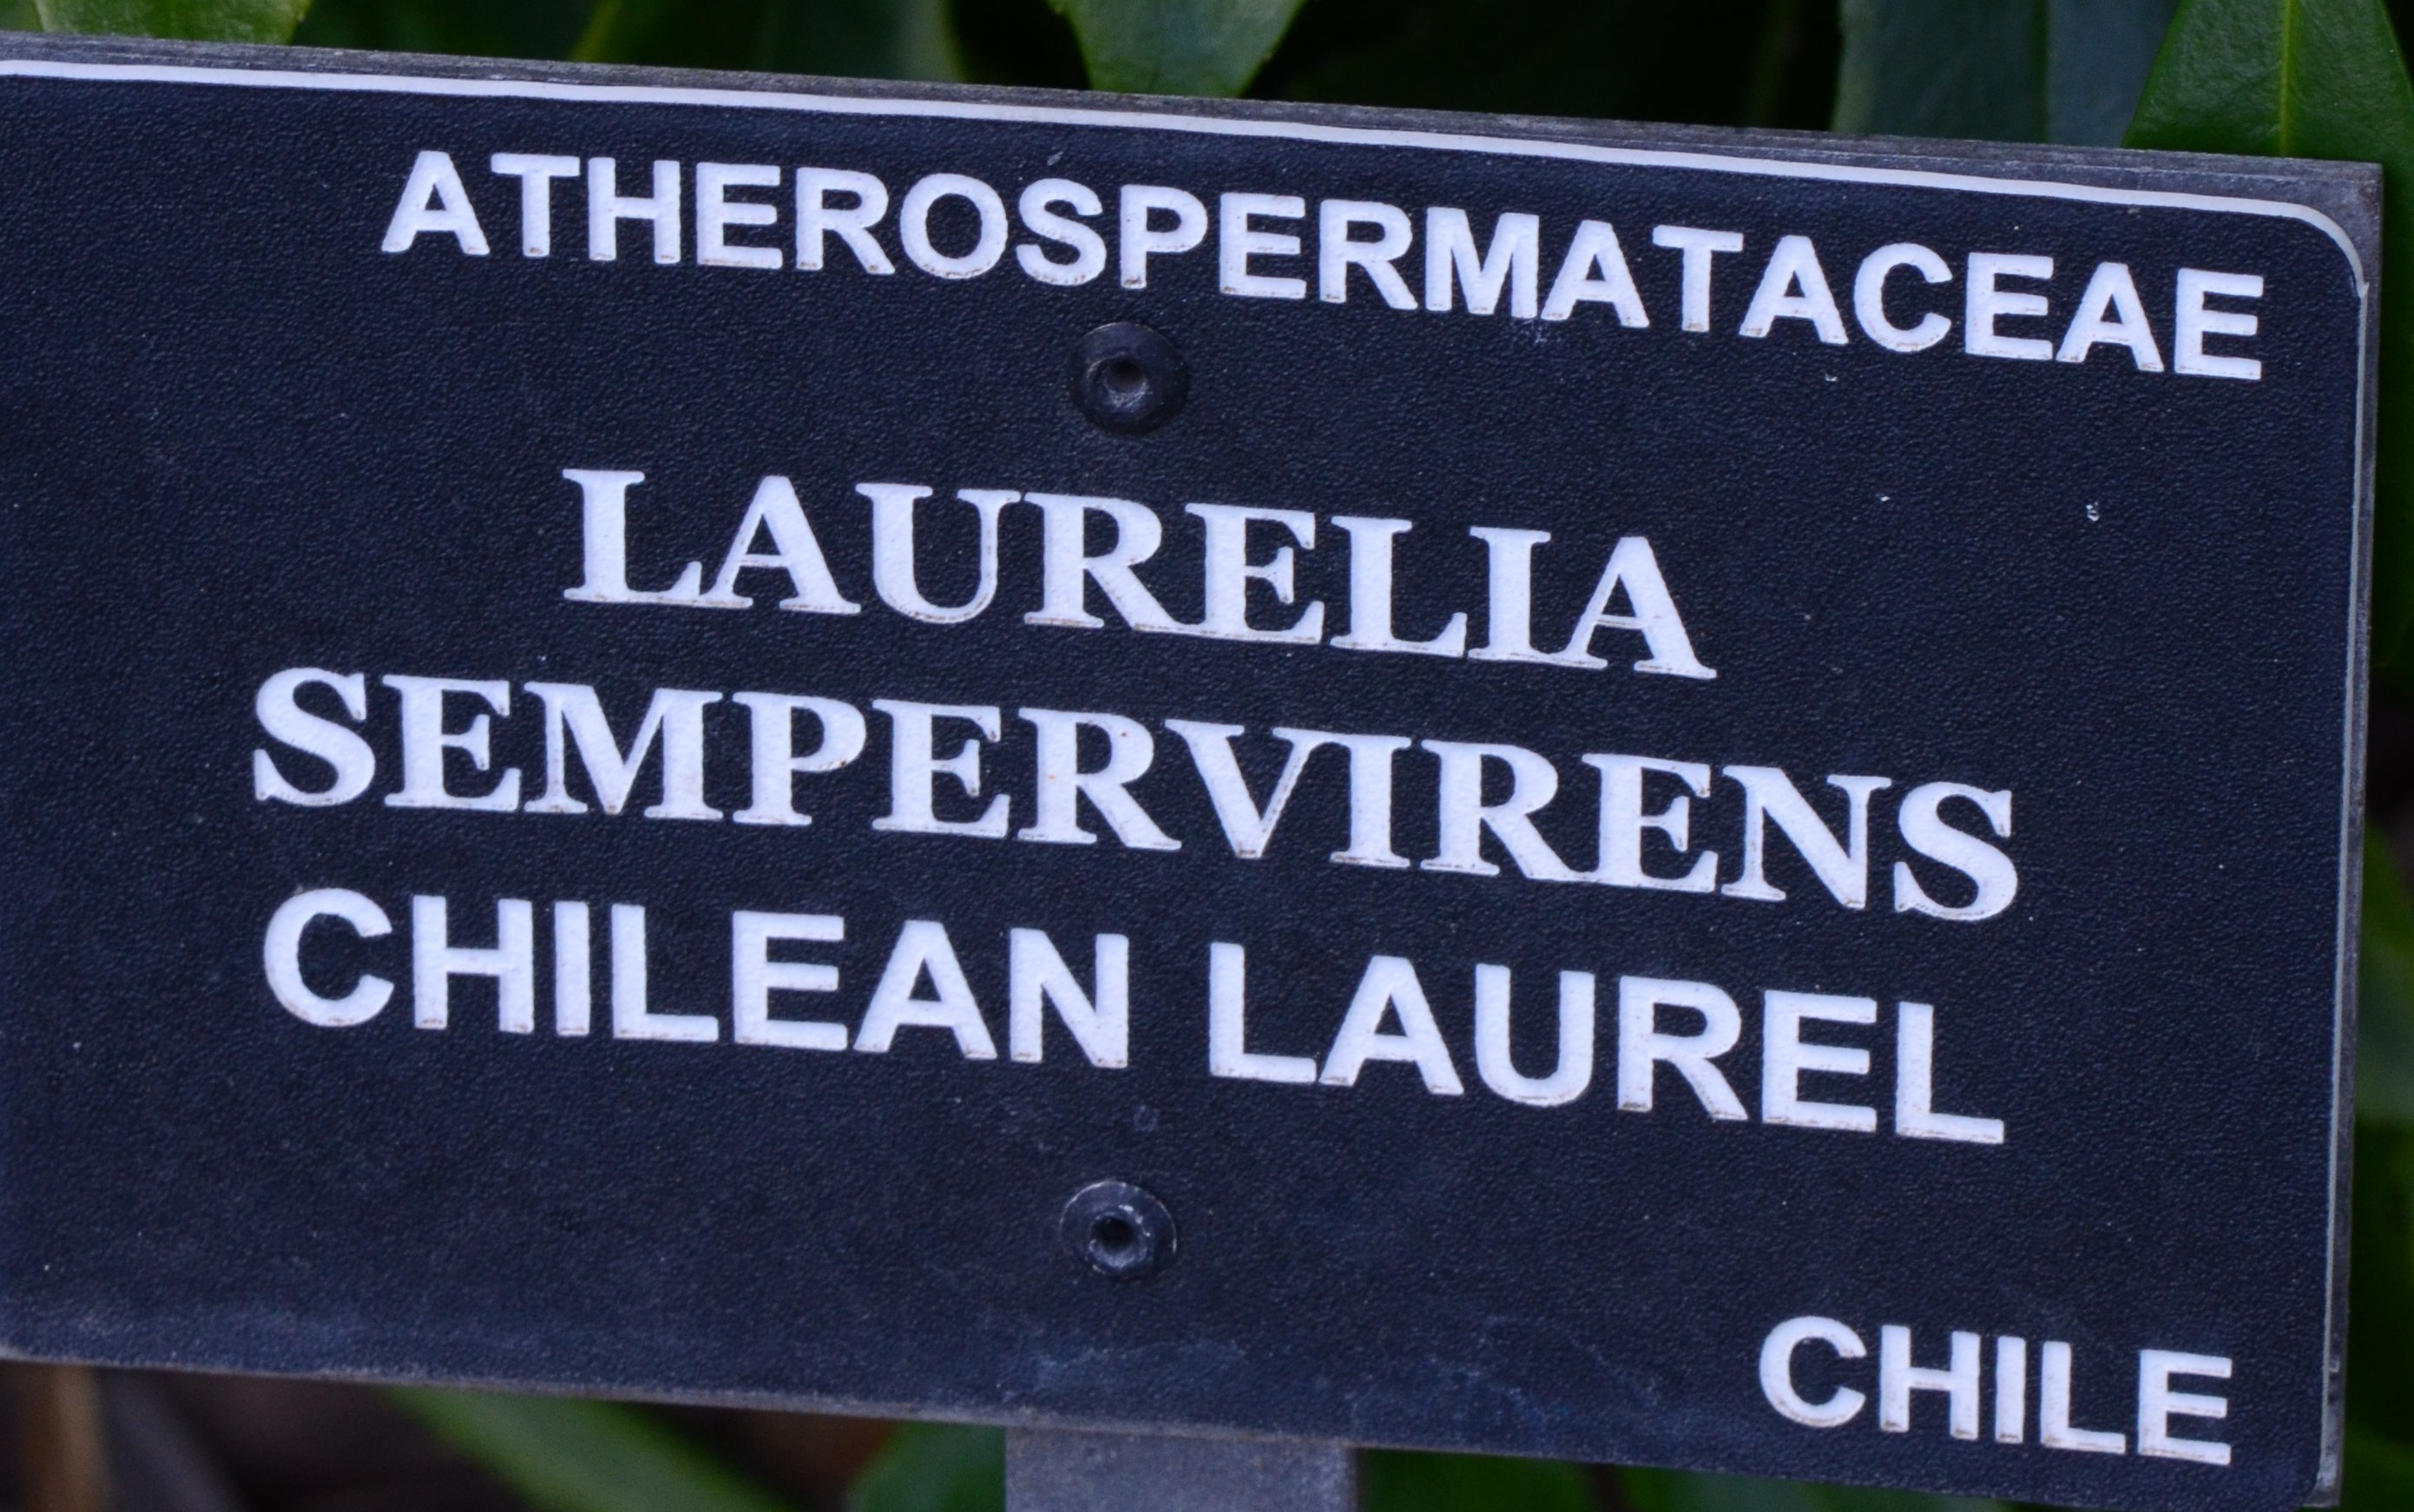 ATHEROSPERMATACEAE
LAURELIA
SEMPERVIRENS
CHILEAN LAUREL
CHILE